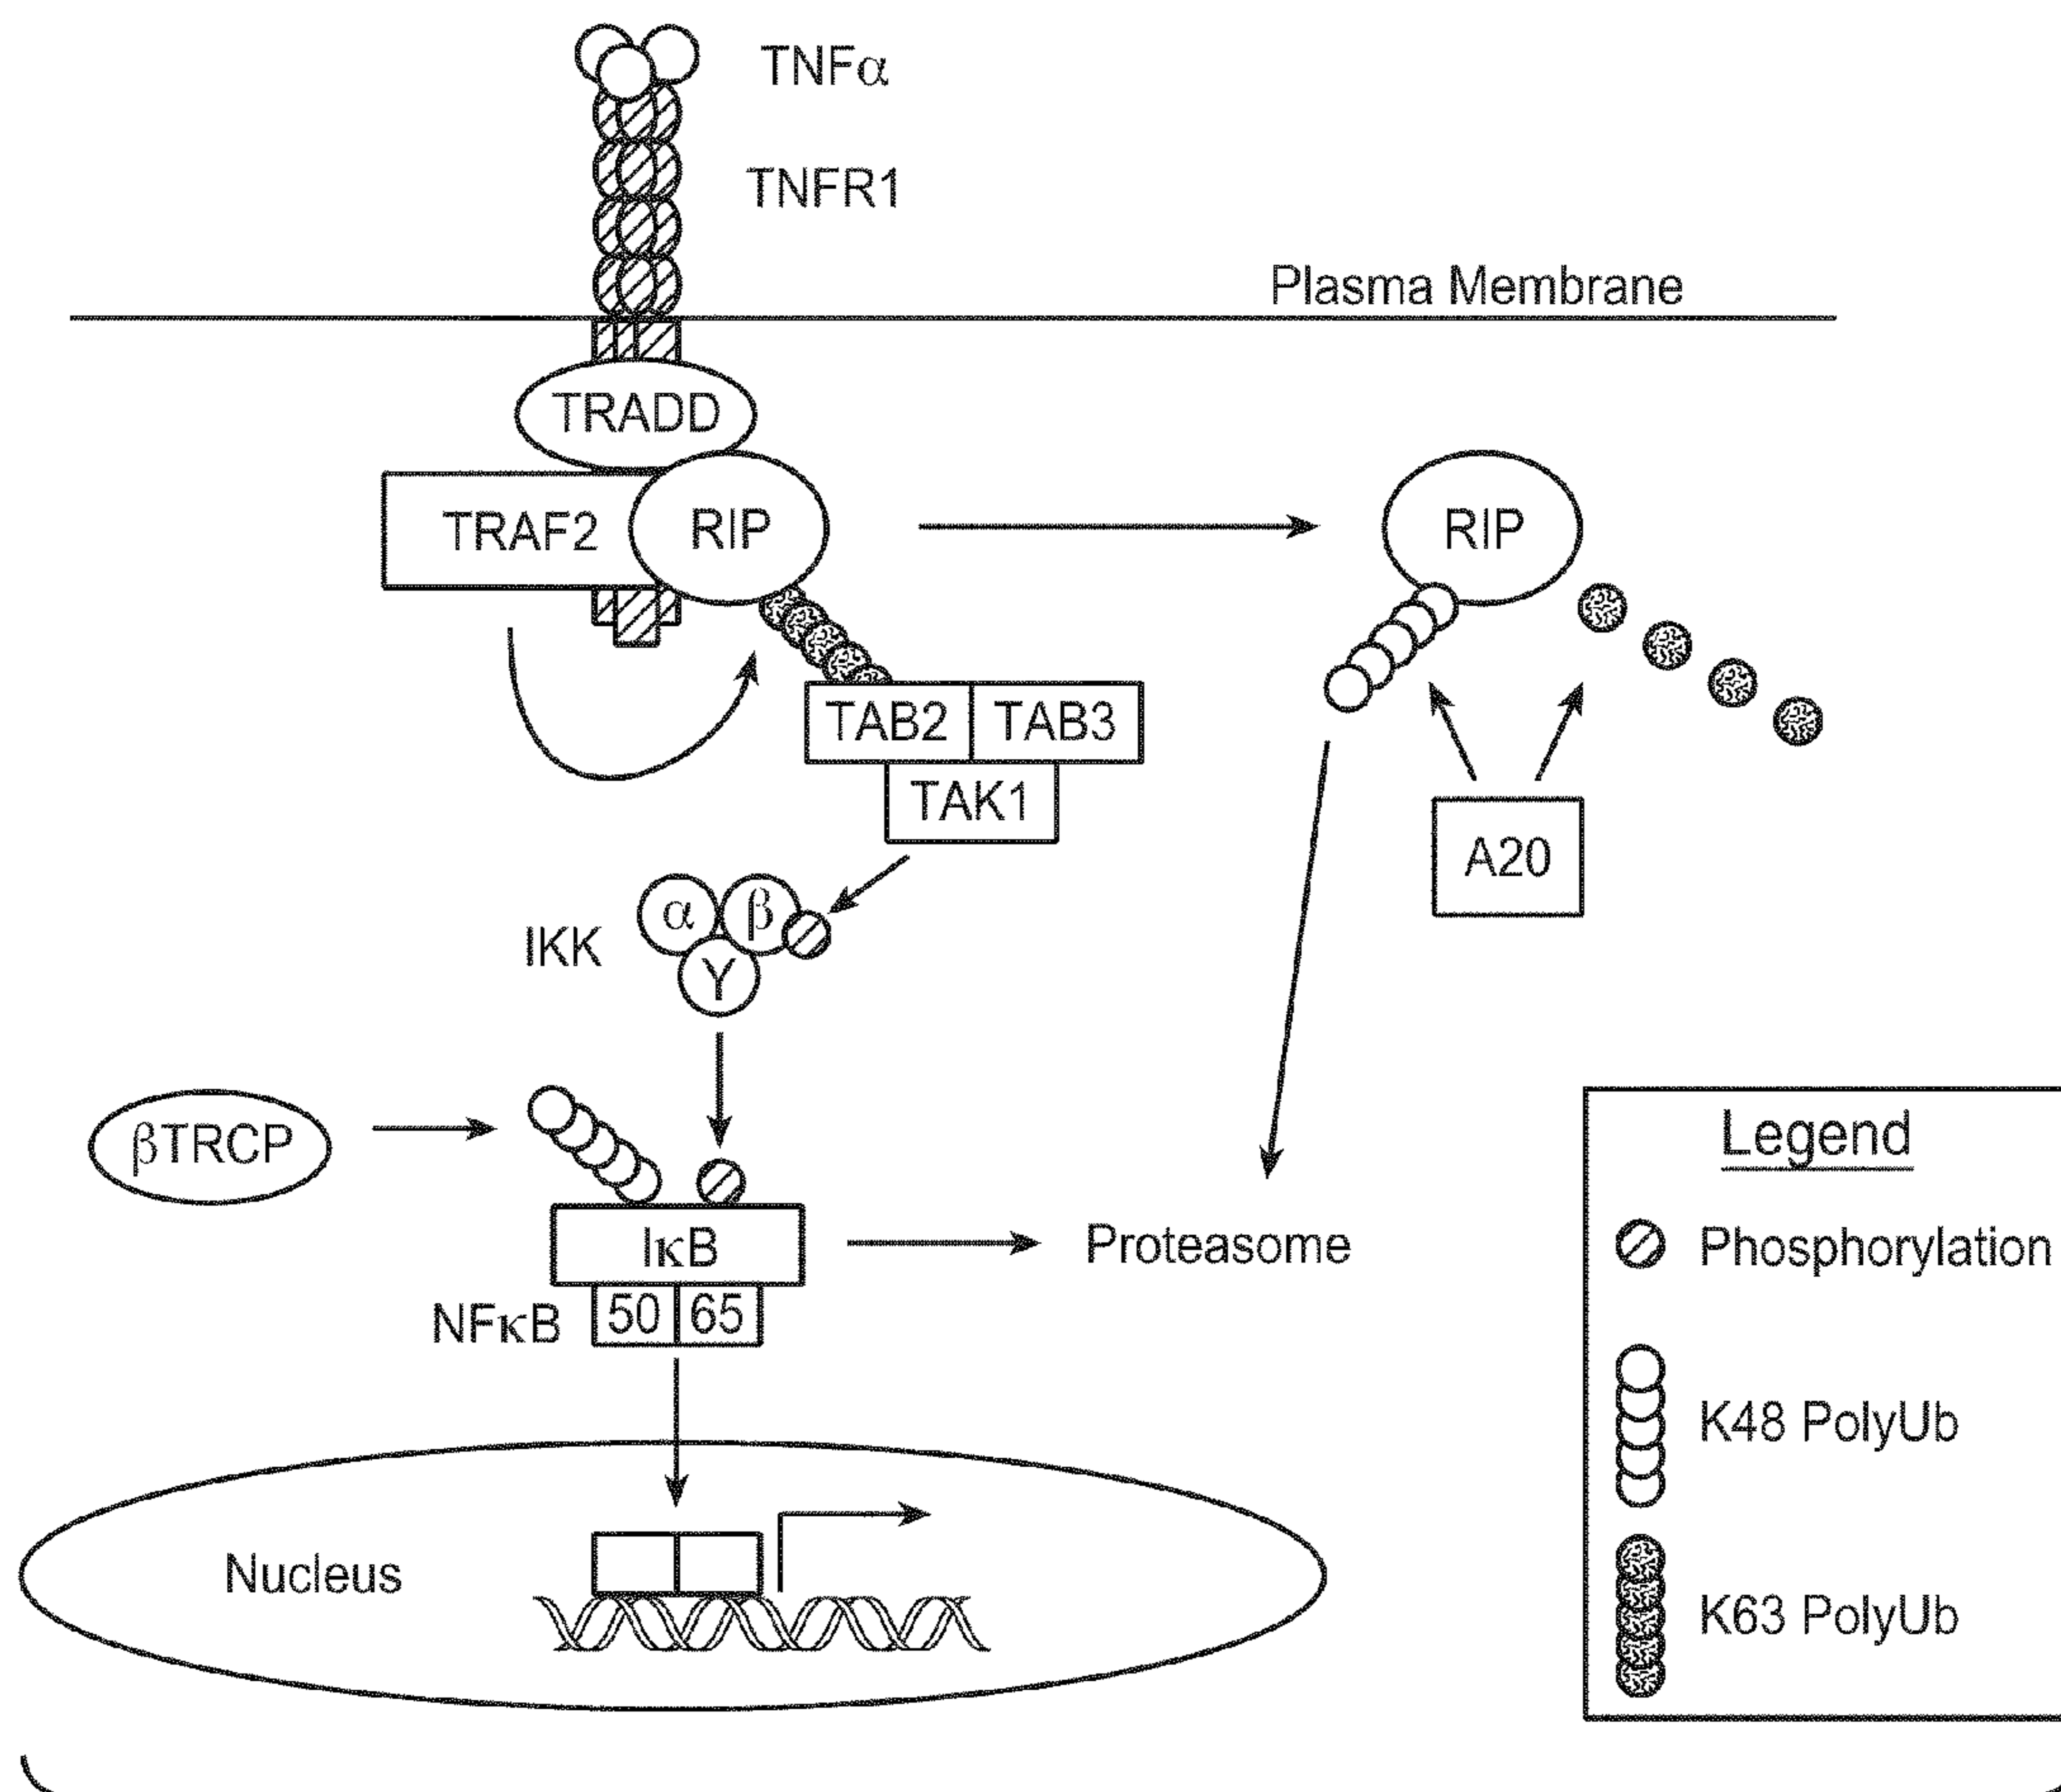 TNFα
TNFR1
Plasma Membrane
TRADD
TRAF2
RIP
RIP
TAB2
TAB3
TAK1
A20
α
β
IKK
Y
βTRCP
IκB
Proteasome
NFκB
50
65
Nucleus
Legend
Phosphorylation
K48 PolyUb
K63 PolyUb